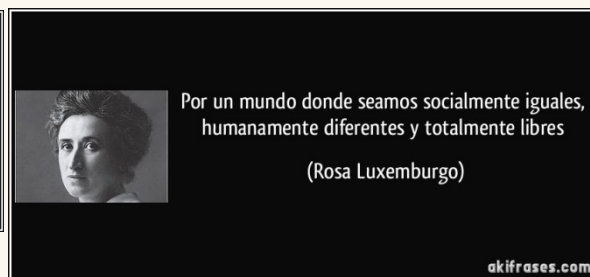 Por un mundo donde seamos socialmente iguales,
humanamente diferentes y totalmente libres
(Rosa Luxemburgo)
akifrases.com